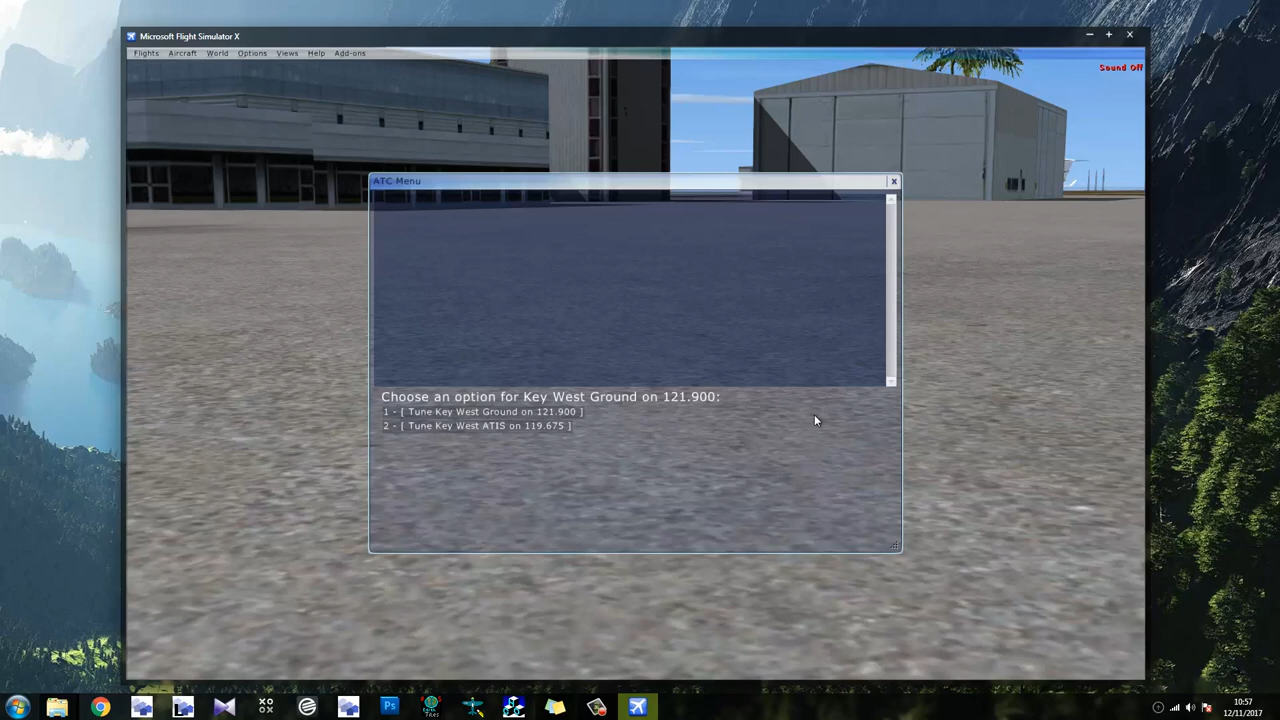 Microsoft Flight Simulator X
Flights Aircraft World Options Views Help Add-ons
Sound Off
ATC Menu
Choose an option for Key West Ground on 121.900:
1 - [ Tune Key West Ground on 121.900 ]
2 - [ Tune Key West ATIS on 119.675 ]
Ps
10:57
12/11/2017